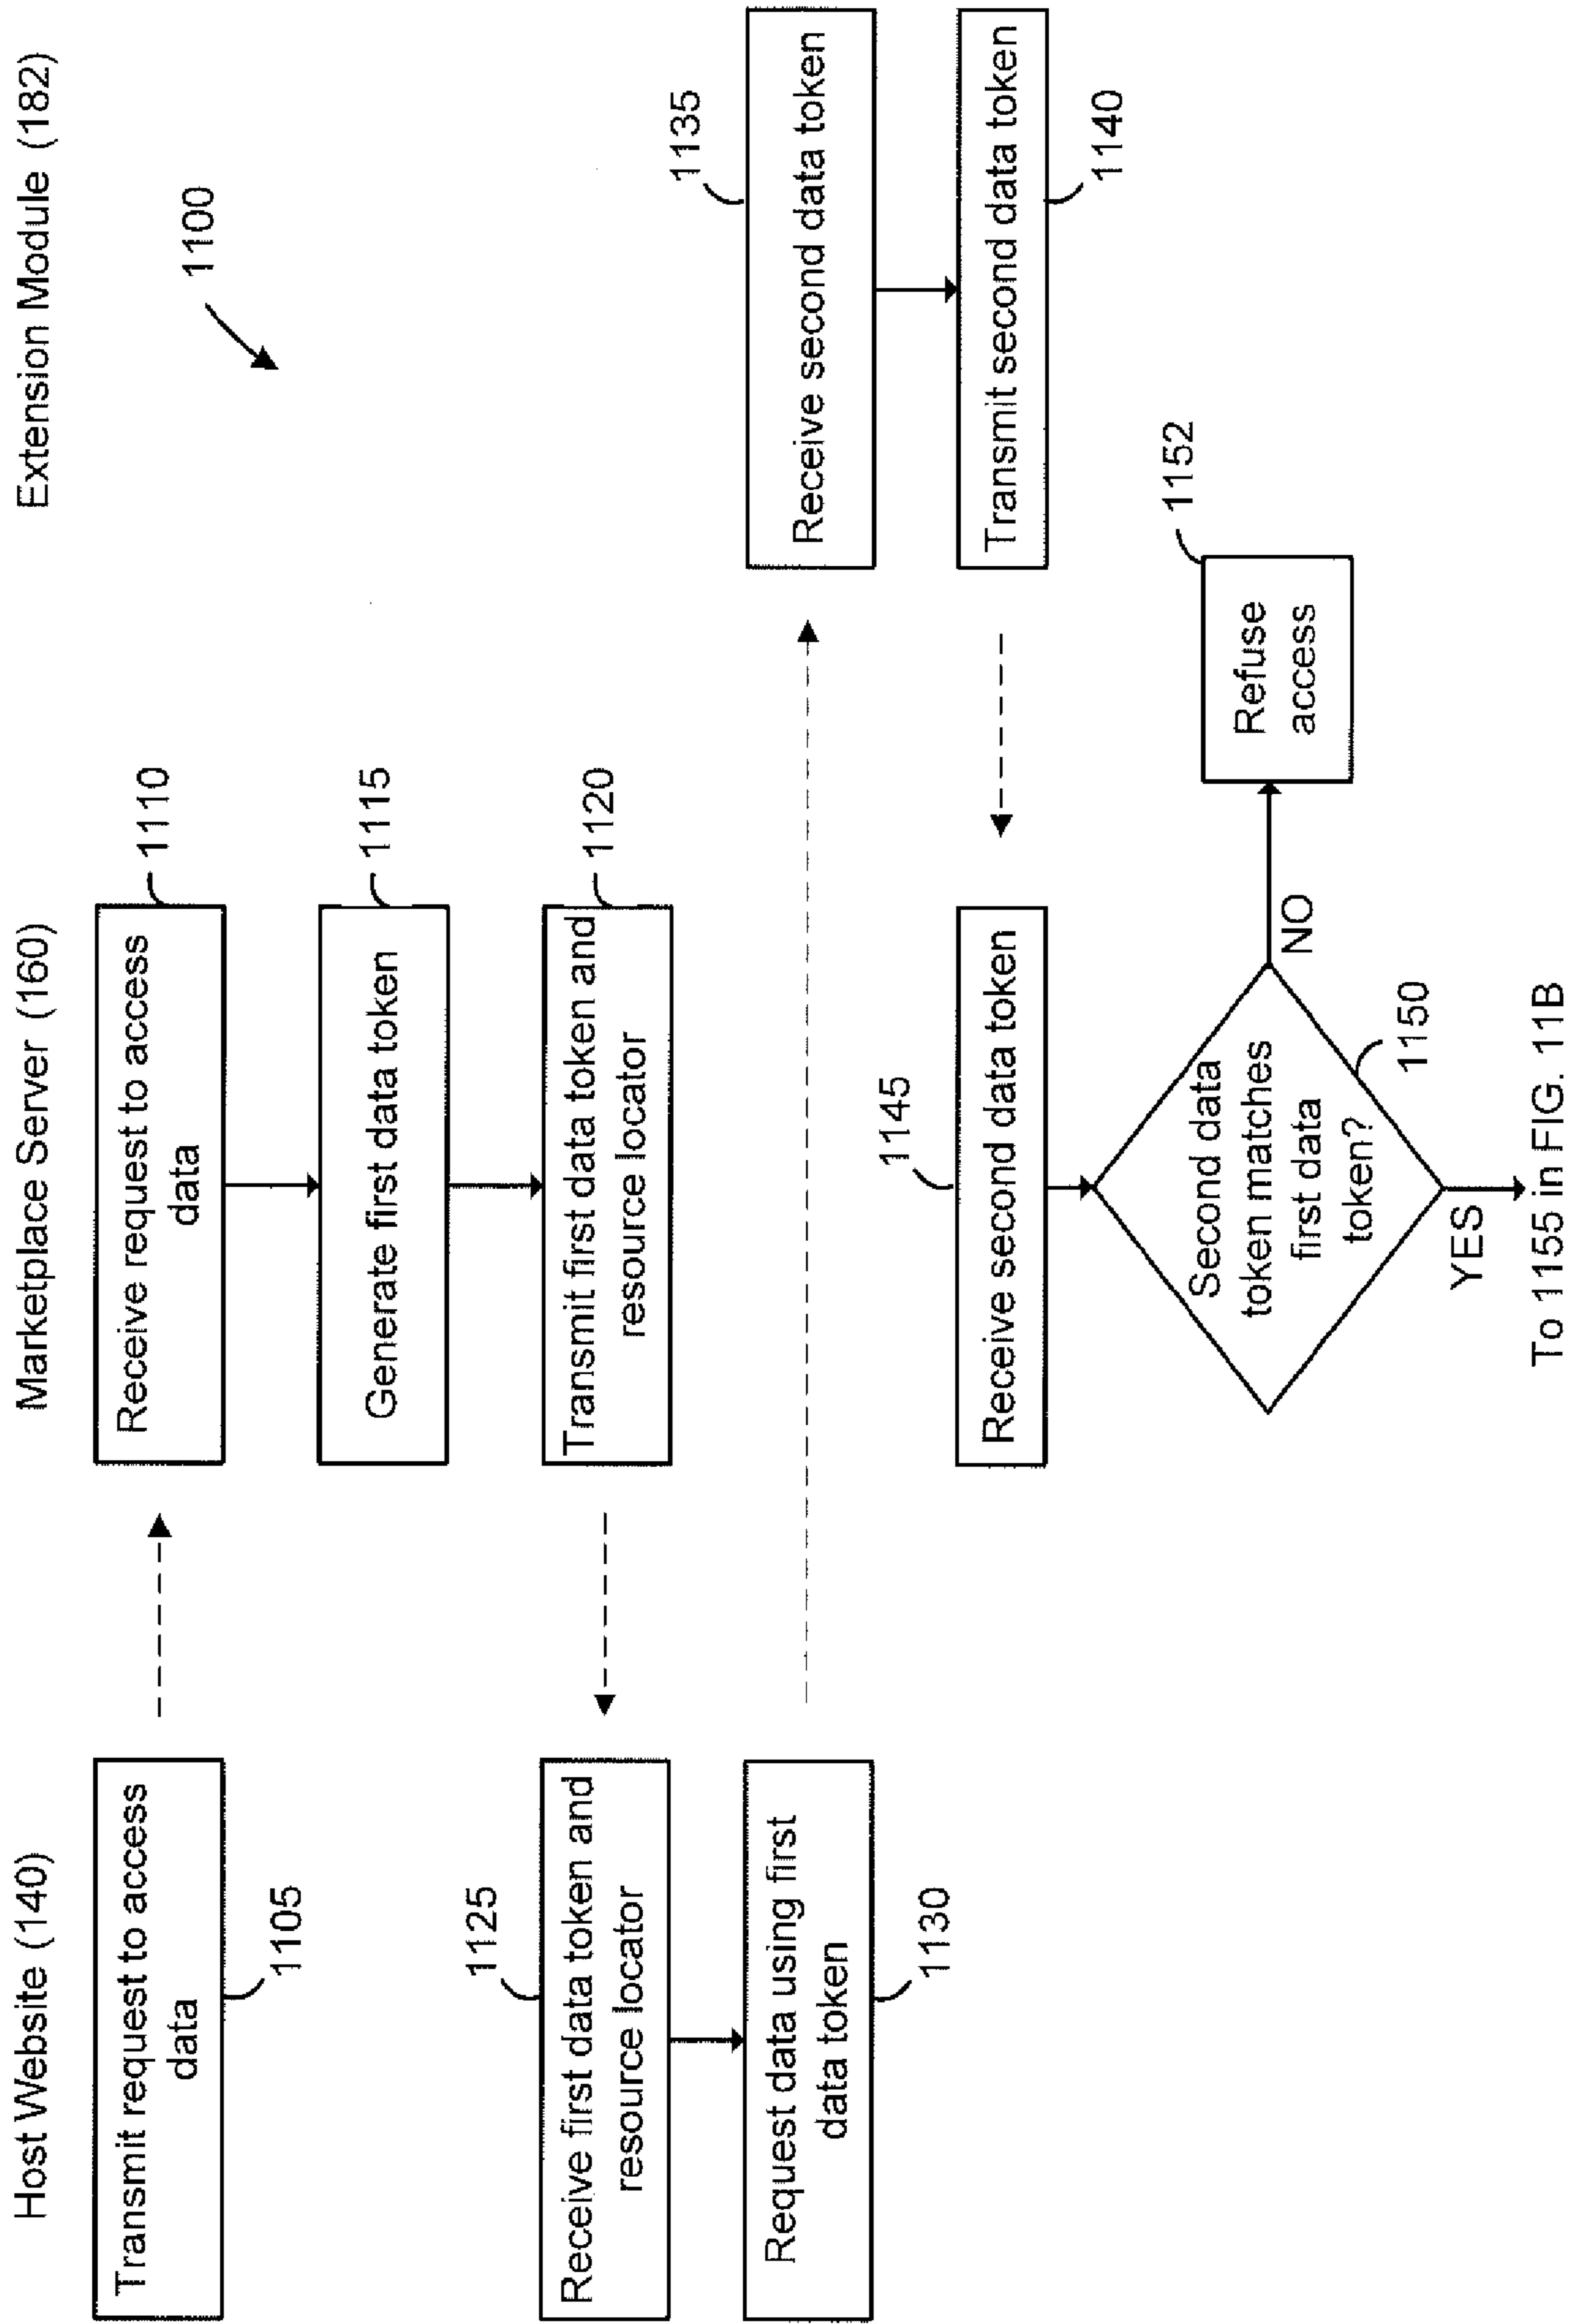 Host Website (140)
Marketplace Server (160)
Extension Module (182)
1100
Transmit request to access
data
1105
Receive request to access
data
1110
Generate first data token
1115
Transmit first data token and
resource locator
1120
Receive first data token and
resource locator
1125
Request data using first
data token
1130
Receive second data token
1135
Transmit second data token
1140
Receive second data token
1145
Second data
token matches
first data
token?
1150
NO
Refuse
access
1152
YES
To 1155 in FIG. 11B